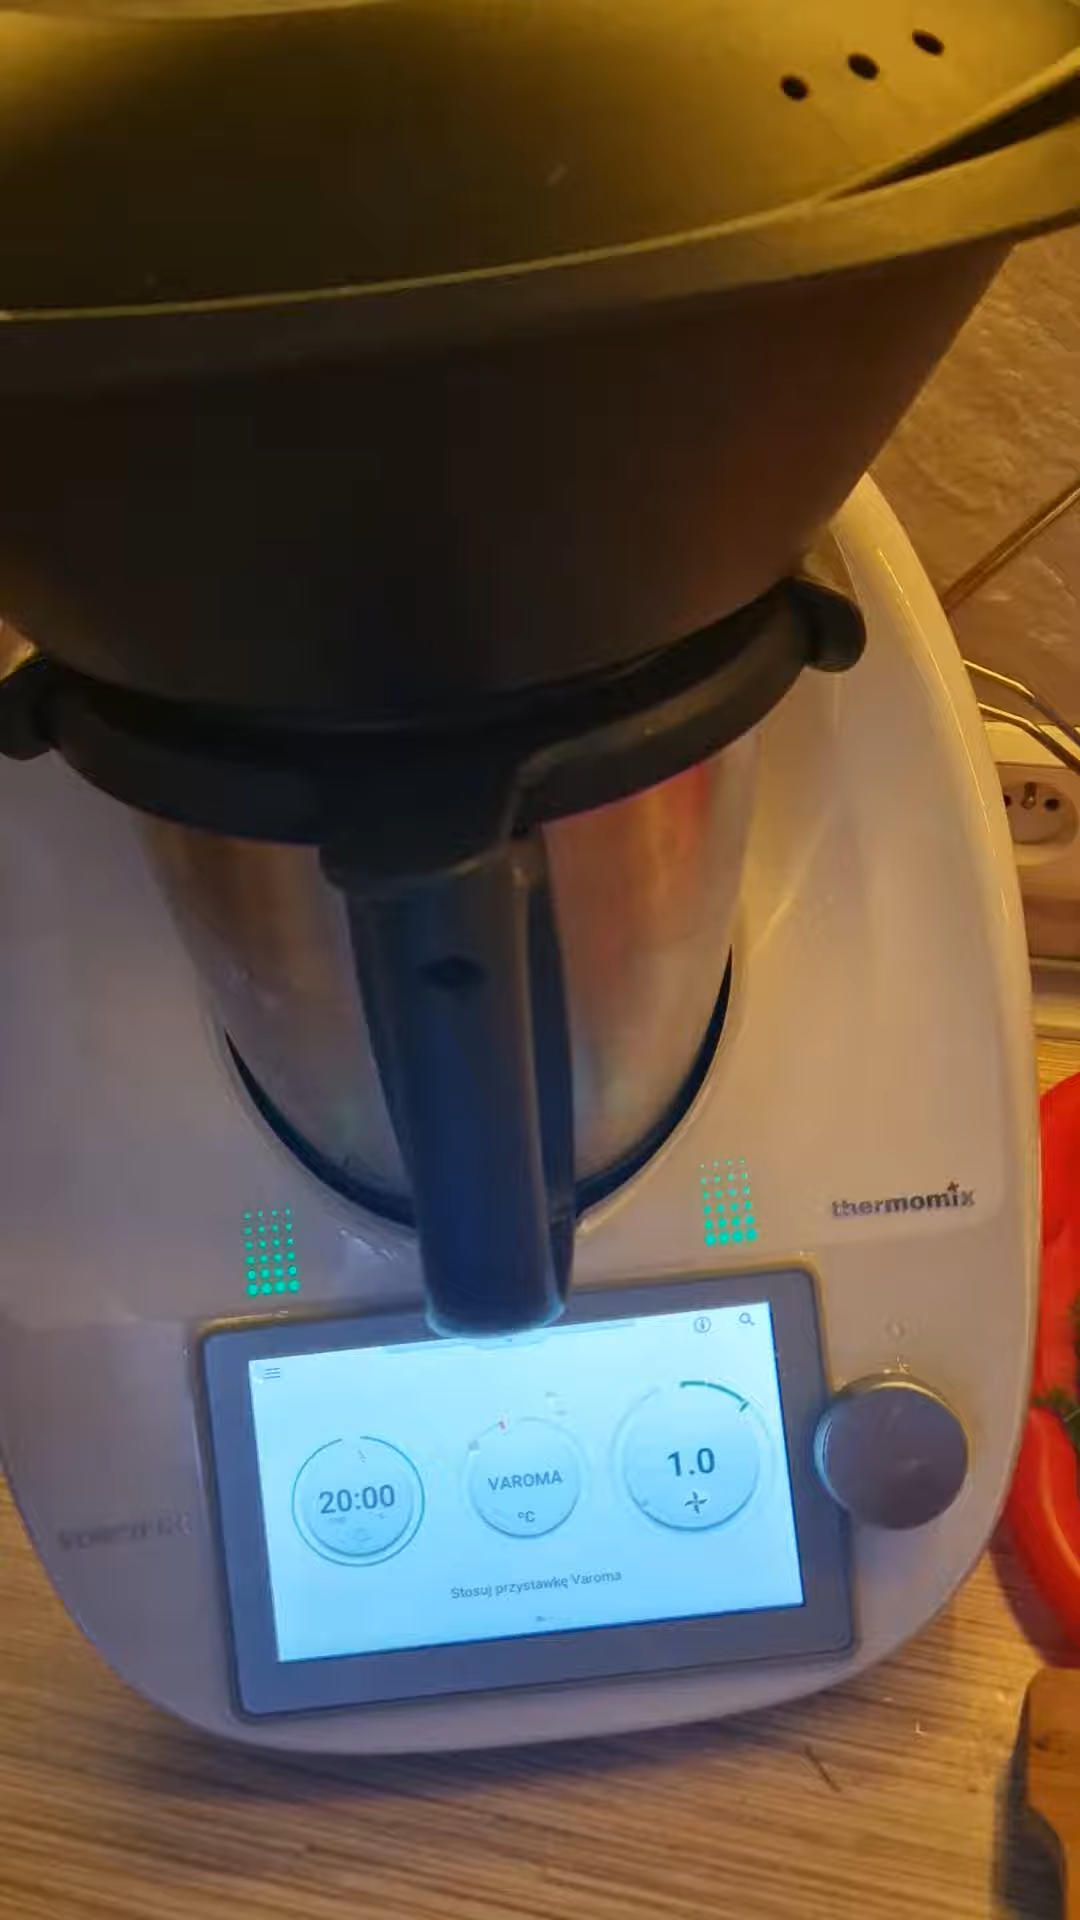 thermomix
20:00
VAROMA
°C
1.0
Stosuj przystawkę Varoma